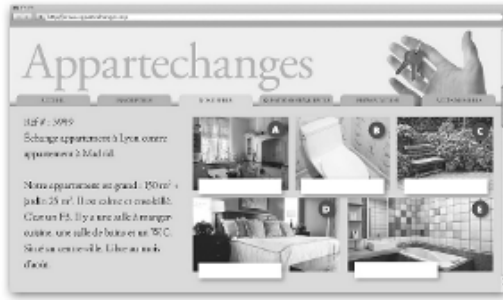 Appartechanges
Réf # :
Échange appartement à Lyon contre
appartement à Madrid.
Notre appartement est grand : 150 m² +
jardin 25 m². Il est calme et ensoleillé.
C'est un F5. Il y a une salle à manger-
cuisine, une salle de bains et un WC.
Situé au centre-ville. Libre au mois
d'août.
A
B
C
D
E